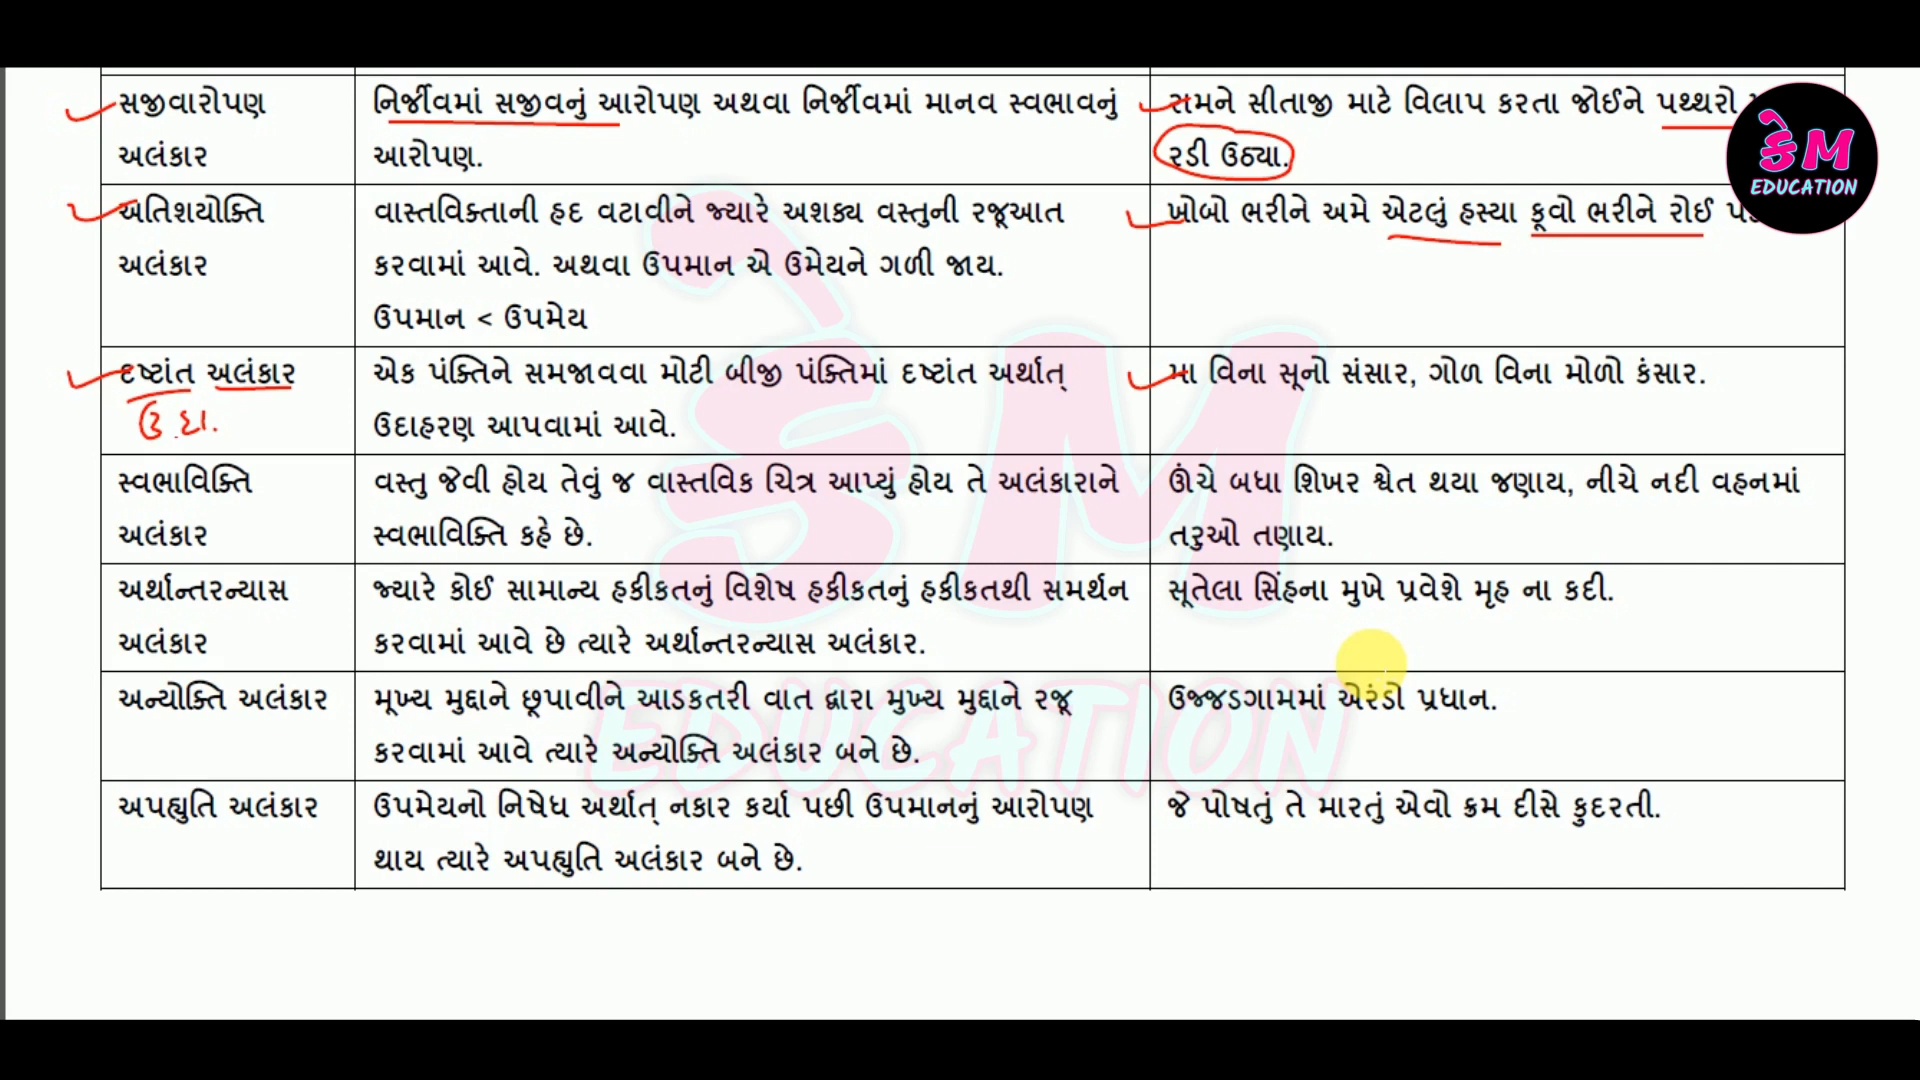 સજીવારોપણ
અલંકાર
નિર્જીવમાં સજીવનું આરોપણ અથવા નિર્જીવમાં માનવ સ્વભાવનું
આરોપણ.
રામને સીતાજી માટે વિલાપ કરતા જોઈને પથ્થરો
રડી ઉઠ્યા.
અતિશયોક્તિ
અલંકાર
વાસ્તવિક્તાની હદ વટાવીને જ્યારે અશક્ય વસ્તુની રજૂઆત
કરવામાં આવે. અથવા ઉપમાન એ ઉમેયને ગળી જાય.
ઉપમાન < ઉપમેય
ખોબો ભરીને અમે એટલું હસ્યા કૂવો ભરીને રોઈ
દષ્ટાંત અલંકાર
ઉ.દા.
એક પંક્તિને સમજાવવા મોટી બીજી પંક્તિમાં દષ્ટાંત અર્થાત્
ઉદાહરણ આપવામાં આવે.
મા વિના સૂનો સંસાર, ગોળ વિના મોળો કંસાર.
સ્વભાવિક્તિ
અલંકાર
વસ્તુ જેવી હોય તેવું જ વાસ્તવિક ચિત્ર આપ્યું હોય તે અલંકારાને
સ્વભાવિક્તિ કહે છે.
ઊંચે બધા શિખર શ્વેત થયા જણાય, નીચે નદી વહનમાં
તરુઓ તણાય.
અર્થાન્તરન્યાસ
અલંકાર
જ્યારે કોઈ સામાન્ય હકીકતનું વિશેષ હકીકતનું હકીકતથી સમર્થન
કરવામાં આવે છે ત્યારે અર્થાન્તરન્યાસ અલંકાર.
સૂતેલા સિંહના મુખે પ્રવેશે મૃહ ના કદી.
અન્યોક્તિ અલંકાર
મૂખ્ય મુદ્દાને છૂપાવીને આડકતરી વાત દ્વારા મુખ્ય મુદ્દાને રજૂ
કરવામાં આવે ત્યારે અન્યોક્તિ અલંકાર બને છે.
ઉજ્જડગામમાં એરંડો પ્રધાન.
અપહ્યુતિ અલંકાર
ઉપમેયનો નિષેધ અર્થાત્ નકાર કર્યા પછી ઉપમાનનું આરોપણ
થાય ત્યારે અપહ્યુતિ અલંકાર બને છે.
જે પોષતું તે મારતું એવો ક્રમ દીસે કુદરતી.
કેM
EDUCATION
કેM
EDUCATION